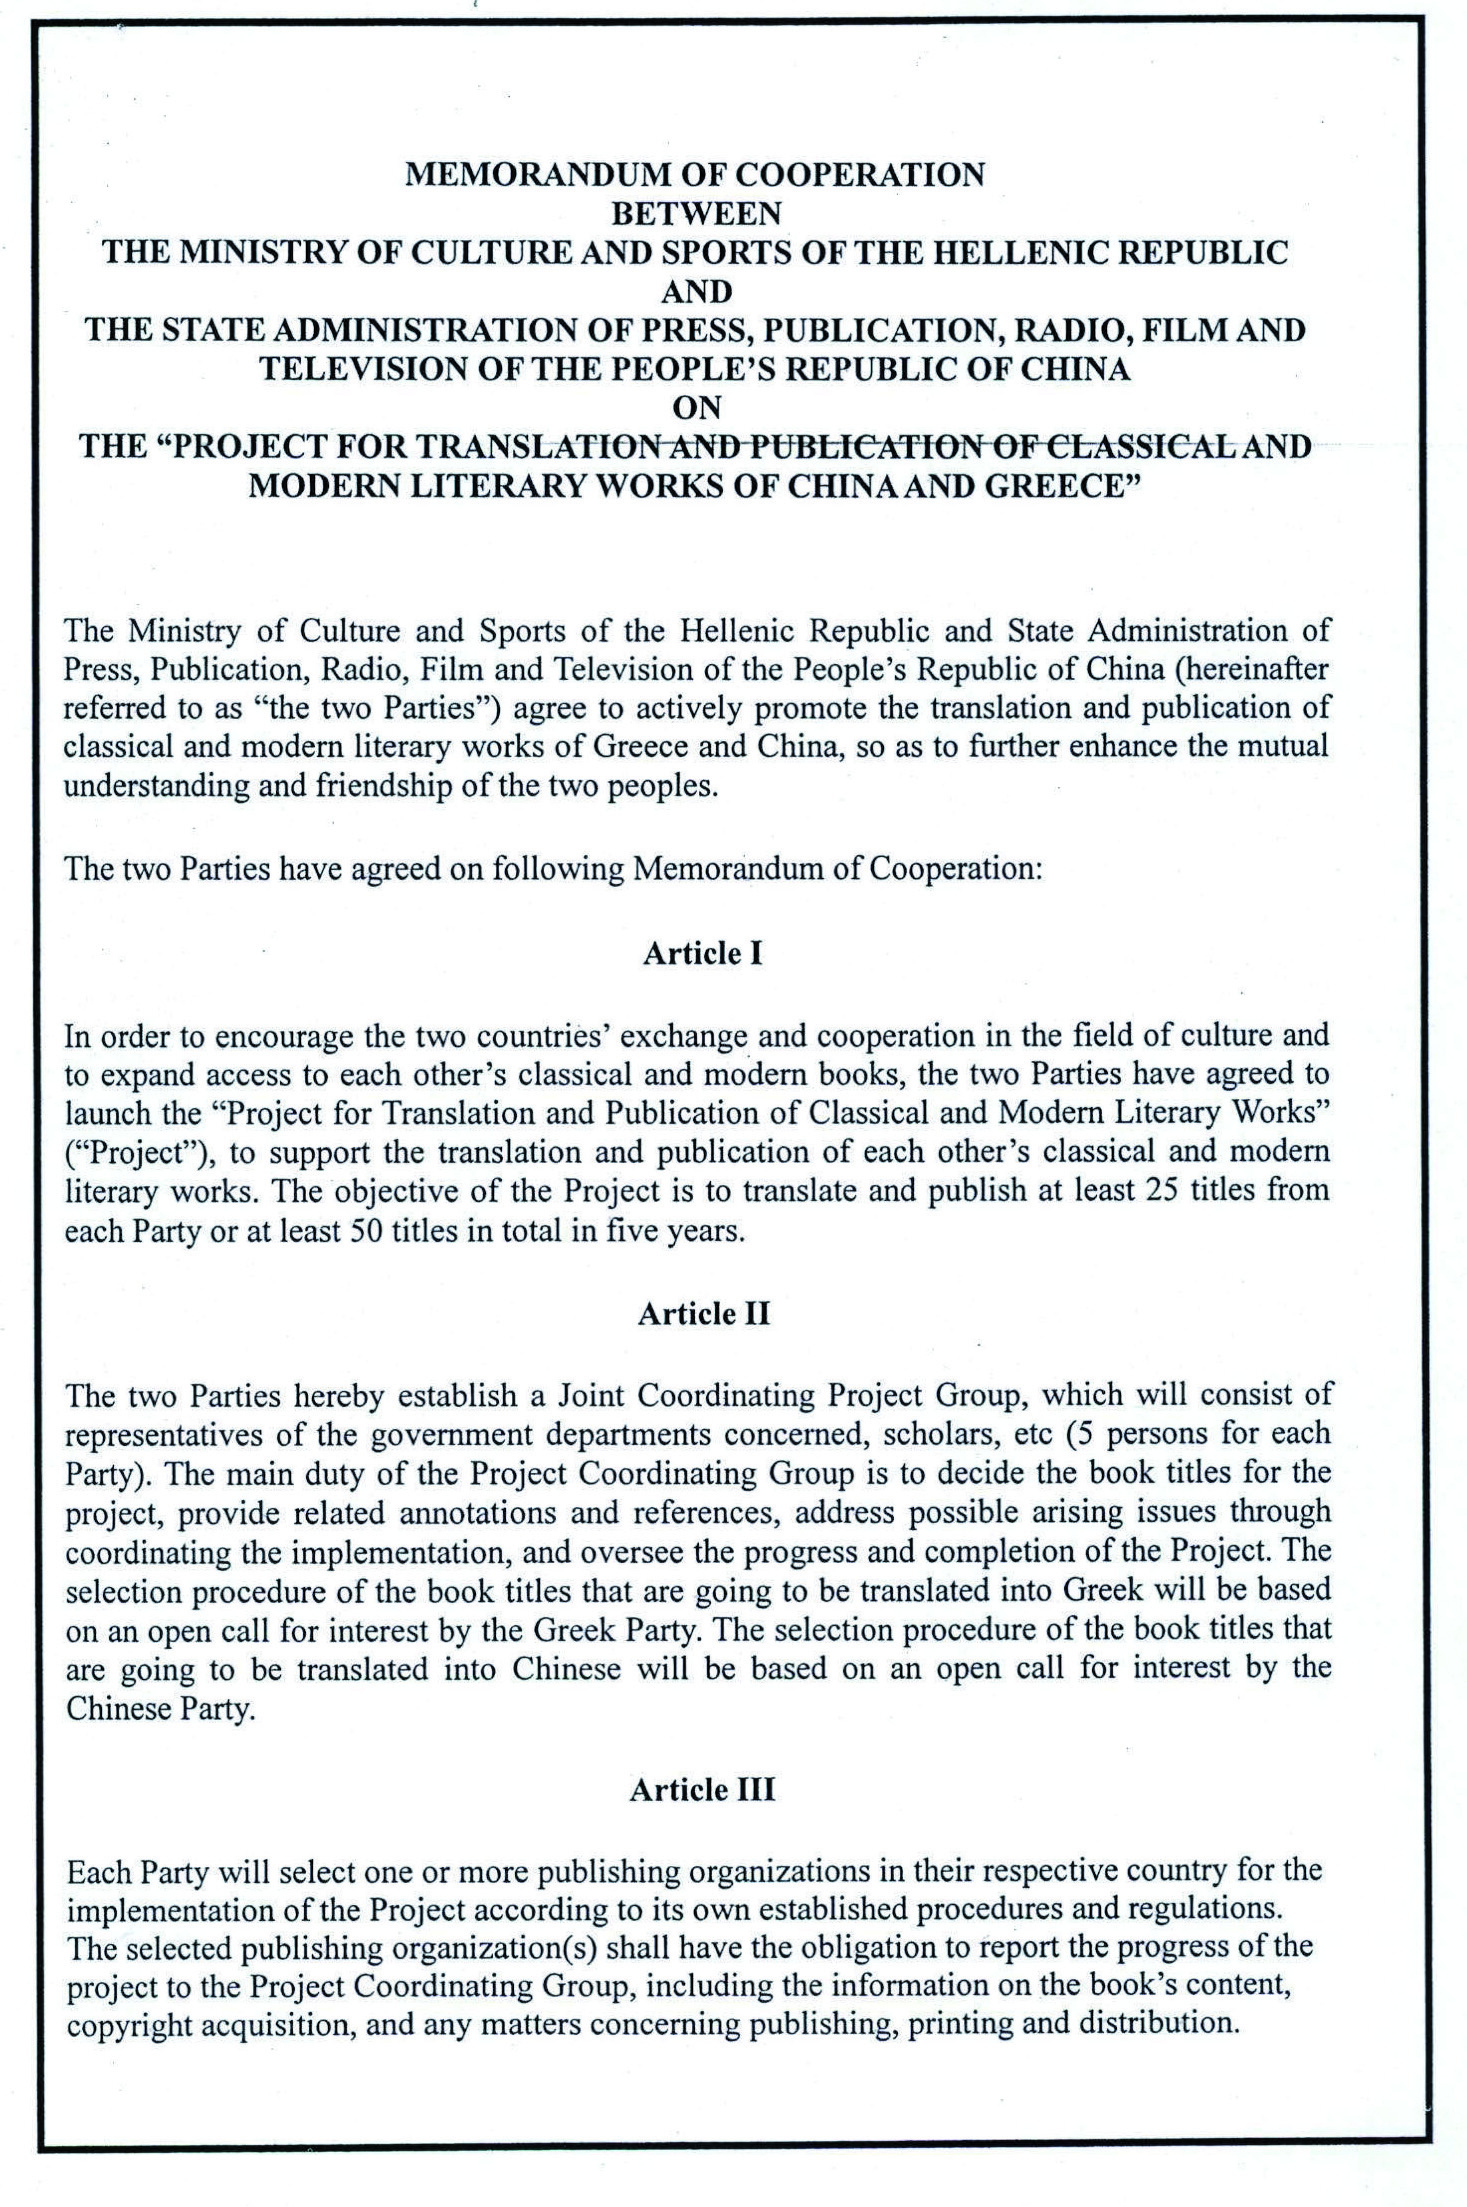 MEMORANDUM OF COOPERATION
BETWEEN
THE MINISTRY OF CULTURE AND SPORTS OF THE HELLENIC REPUBLIC
AND
THE STATE ADMINISTRATION OF PRESS, PUBLICATION, RADIO, FILM AND
TELEVISION OF THE PEOPLE'S REPUBLIC OF CHINA
ON
THE “PROJECT FOR TRANSLATION AND PUBLICATION OF CLASSICAL AND
MODERN LITERARY WORKS OF CHINA AND GREECE”
The Ministry of Culture and Sports of the Hellenic Republic and State Administration of
Press, Publication, Radio, Film and Television of the People’s Republic of China (hereinafter
referred to as “the two Parties”) agree to actively promote the translation and publication of
classical and modern literary works of Greece and China, so as to further enhance the mutual
understanding and friendship of the two peoples.
The two Parties have agreed on following Memorandum of Cooperation:
Article I
In order to encourage the two countries’ exchange and cooperation in the field of culture and
to expand access to each other’s classical and modern books, the two Parties have agreed to
launch the “Project for Translation and Publication of Classical and Modern Literary Works”
(“Project”), to support the translation and publication of each other’s classical and modern
literary works. The objective of the Project is to translate and publish at least 25 titles from
each Party or at least 50 titles in total in five years.
Article II
The two Parties hereby establish a Joint Coordinating Project Group, which will consist of
representatives of the government departments concerned, scholars, etc (5 persons for each
Party). The main duty of the Project Coordinating Group is to decide the book titles for the
project, provide related annotations and references, address possible arising issues through
coordinating the implementation, and oversee the progress and completion of the Project. The
selection procedure of the book titles that are going to be translated into Greek will be based
on an open call for interest by the Greek Party. The selection procedure of the book titles that
are going to be translated into Chinese will be based on an open call for interest by the
Chinese Party.
Article III
Each Party will select one or more publishing organizations in their respective country for the
implementation of the Project according to its own established procedures and regulations.
The selected publishing organization(s) shall have the obligation to report the progress of the
project to the Project Coordinating Group, including the information on the book’s content,
copyright acquisition, and any matters concerning publishing, printing and distribution.